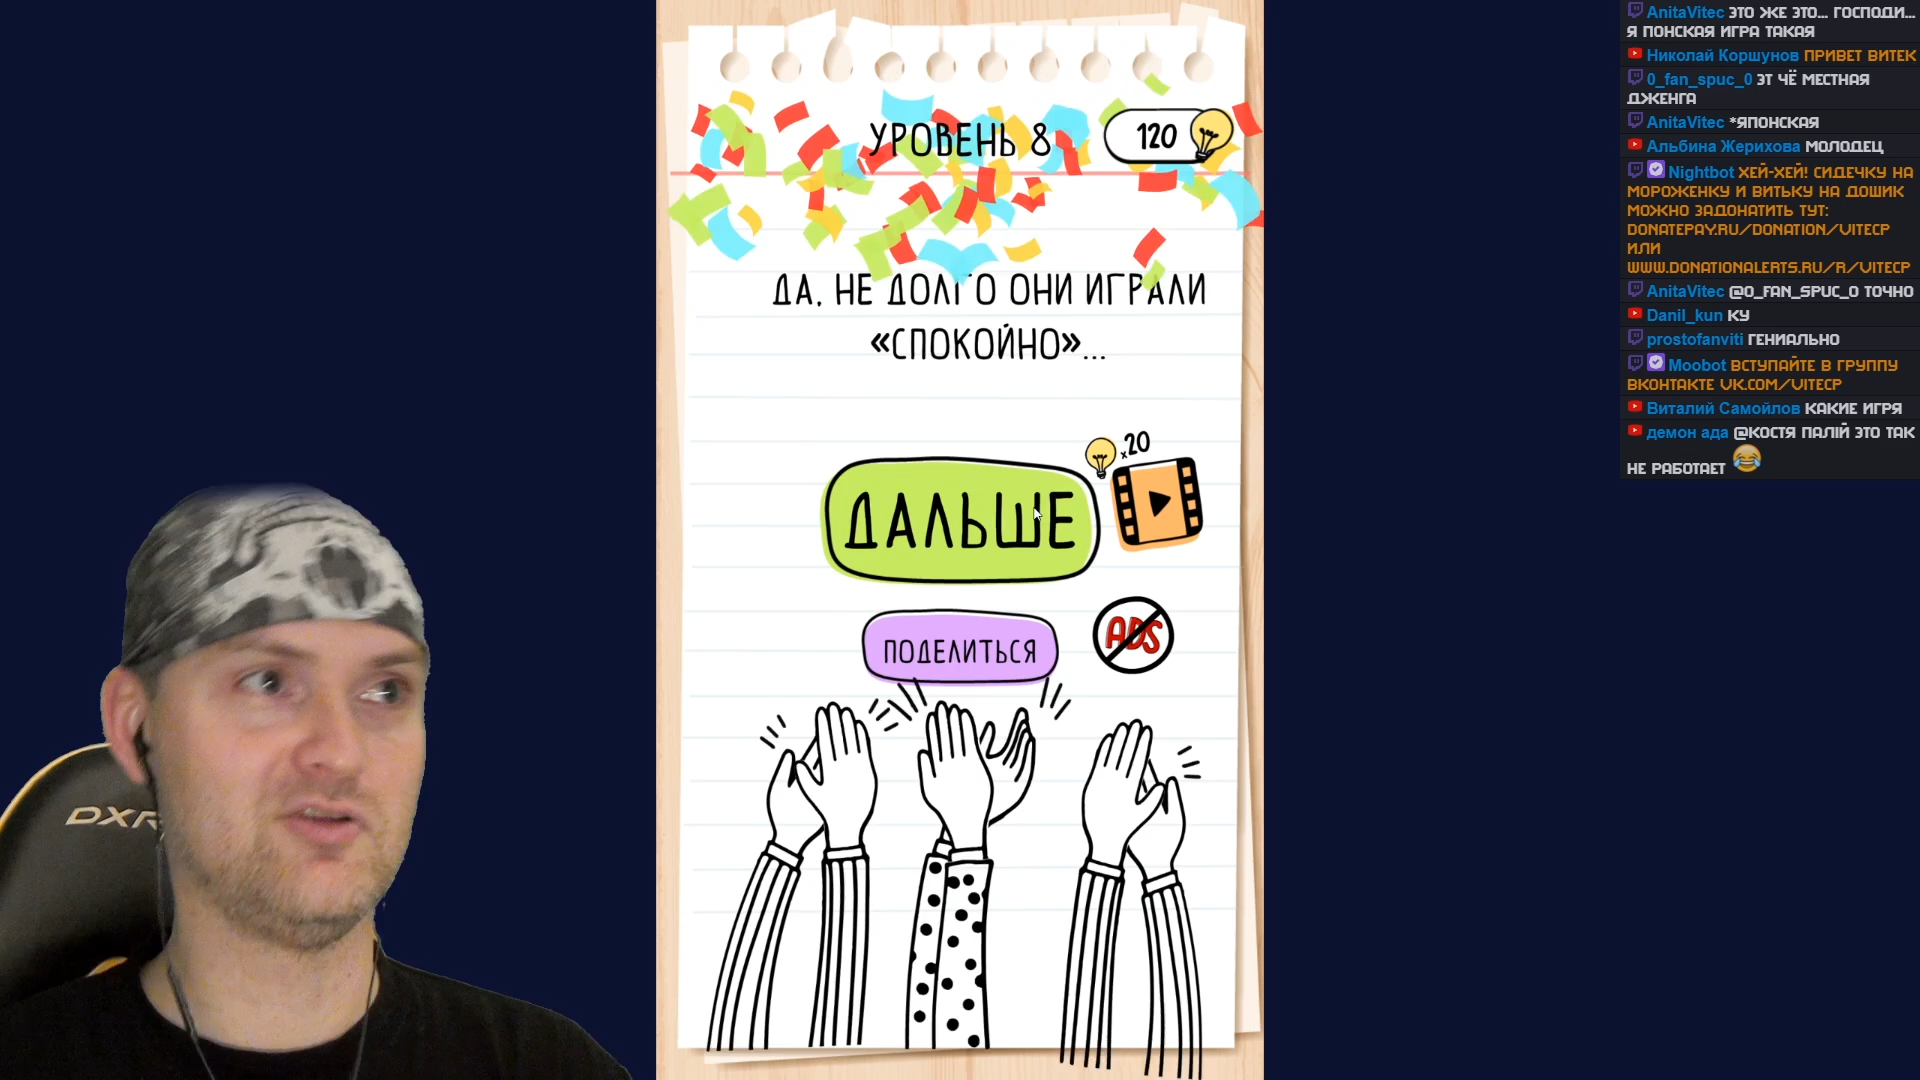 УРОВЕНЬ 8
120
ДА, НЕ ДОЛГО ОНИ ИГРАЛИ
«СПОКОЙНО»...
x20
ДАЛЬШЕ
ПОДЕЛИТЬСЯ
ADS
DXR
AnitaVitec ЭТО ЖЕ ЭТО... ГОСПОДИ...
Я ПОНСКАЯ ИГРА ТАКАЯ
Николай Коршунов ПРИВЕТ ВИТЕК
0_fan_spuc_0 ЭТ ЧЁ МЕСТНАЯ
ДЖЕНГА
AnitaVitec *ЯПОНСКАЯ
Альбина Жерихова МОЛОДЕЦ
Nightbot ХЕЙ-ХЕЙ! СИДЕЧКУ НА
МОРОЖЕНКУ И ВИТЬКУ НА ДОШИК
МОЖНО ЗАДОНАТИТЬ ТУТ:
DONATEPAY.RU/DONATION/VITECP
ИЛИ
WWW.DONATIONALERTS.RU/R/VITECP
AnitaVitec @0_FAN_SPUC_0 ТОЧНО
Danil_kun КУ
prostofanviti ГЕНИАЛЬНО
Moobot ВСТУПАЙТЕ В ГРУППУ
ВКОНТАКТЕ VK.COM/VITECP
Виталий Самойлов КАКИЕ ИГРЯ
демон ада @КОСТЯ ПАЛІЙ ЭТО ТАК
НЕ РАБОТАЕТ